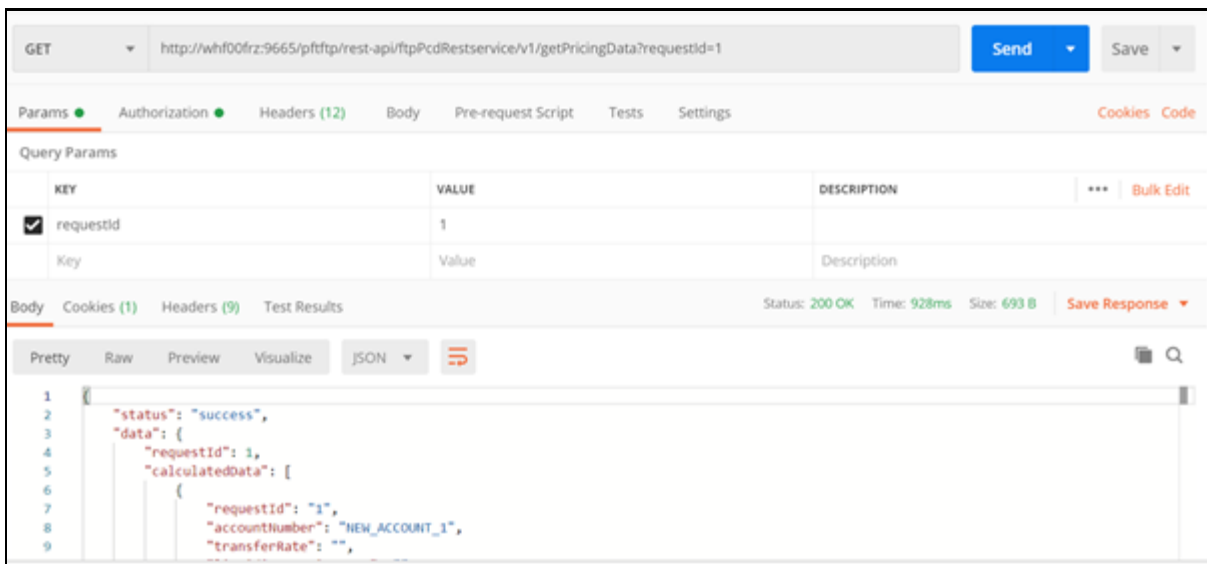 GET http://whf00frz:9665/pftftp/rest-api/ftpPcdRestservice/v1/getPricingData?requestId=1 Send Save
Params Authorization Headers (12) Body Pre-request Script Tests Settings Cookies Code
Query Params
KEY VALUE DESCRIPTION ••• Bulk Edit
requestId 1
Key Value Description
Body Cookies (1) Headers (9) Test Results Status: 200 OK Time: 928ms Size: 693 B Save Response
Pretty Raw Preview Visualize JSON
1 {
2 "status": "success",
3 "data": {
4 "requestId": 1,
5 "calculatedData": [
6 {
7 "requestId": "1",
8 "accountNumber": "NEW_ACCOUNT_1",
9 "transferRate": "",